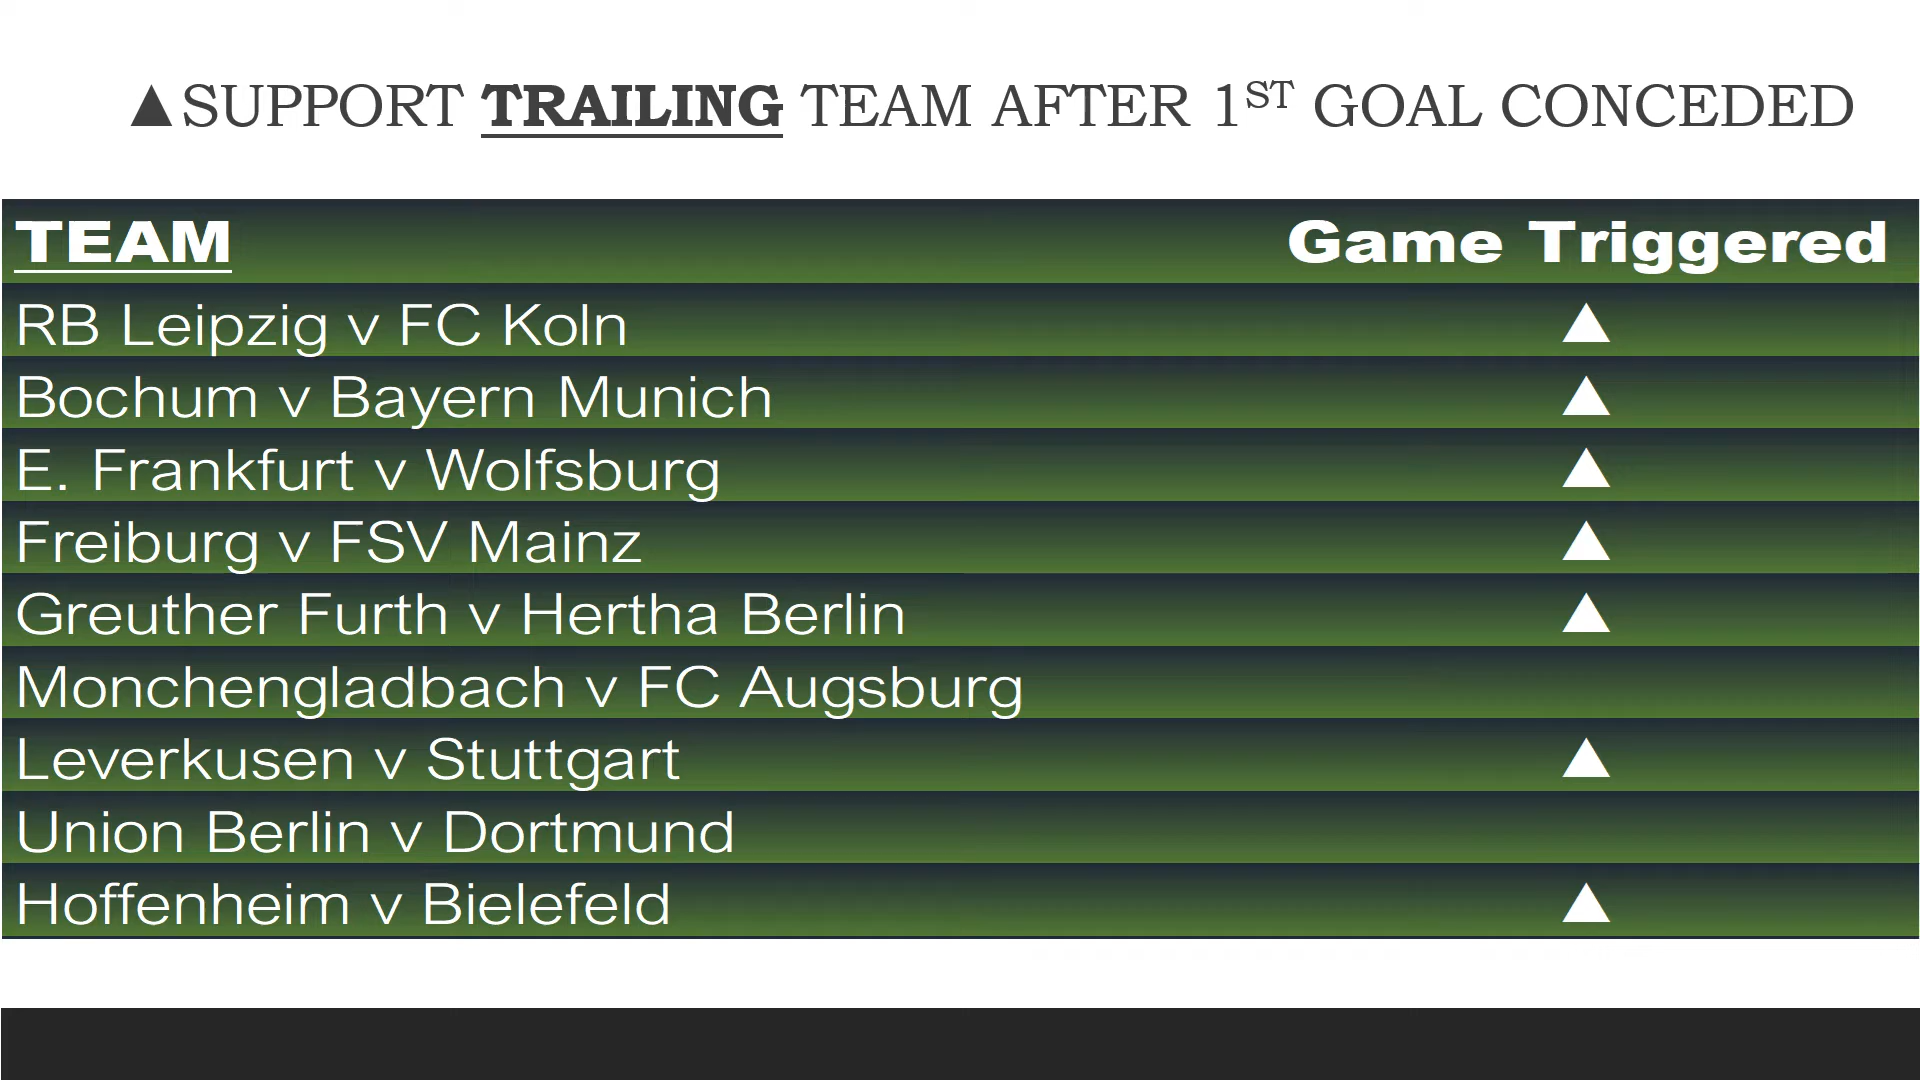 ▲SUPPORT TRAILING TEAM AFTER 1ST GOAL CONCEDED
TEAM Game Triggered
RB Leipzig v FC Koln ▲
Bochum v Bayern Munich ▲
E. Frankfurt v Wolfsburg ▲
Freiburg v FSV Mainz ▲
Greuther Furth v Hertha Berlin ▲
Monchengladbach v FC Augsburg
Leverkusen v Stuttgart ▲
Union Berlin v Dortmund
Hoffenheim v Bielefeld ▲